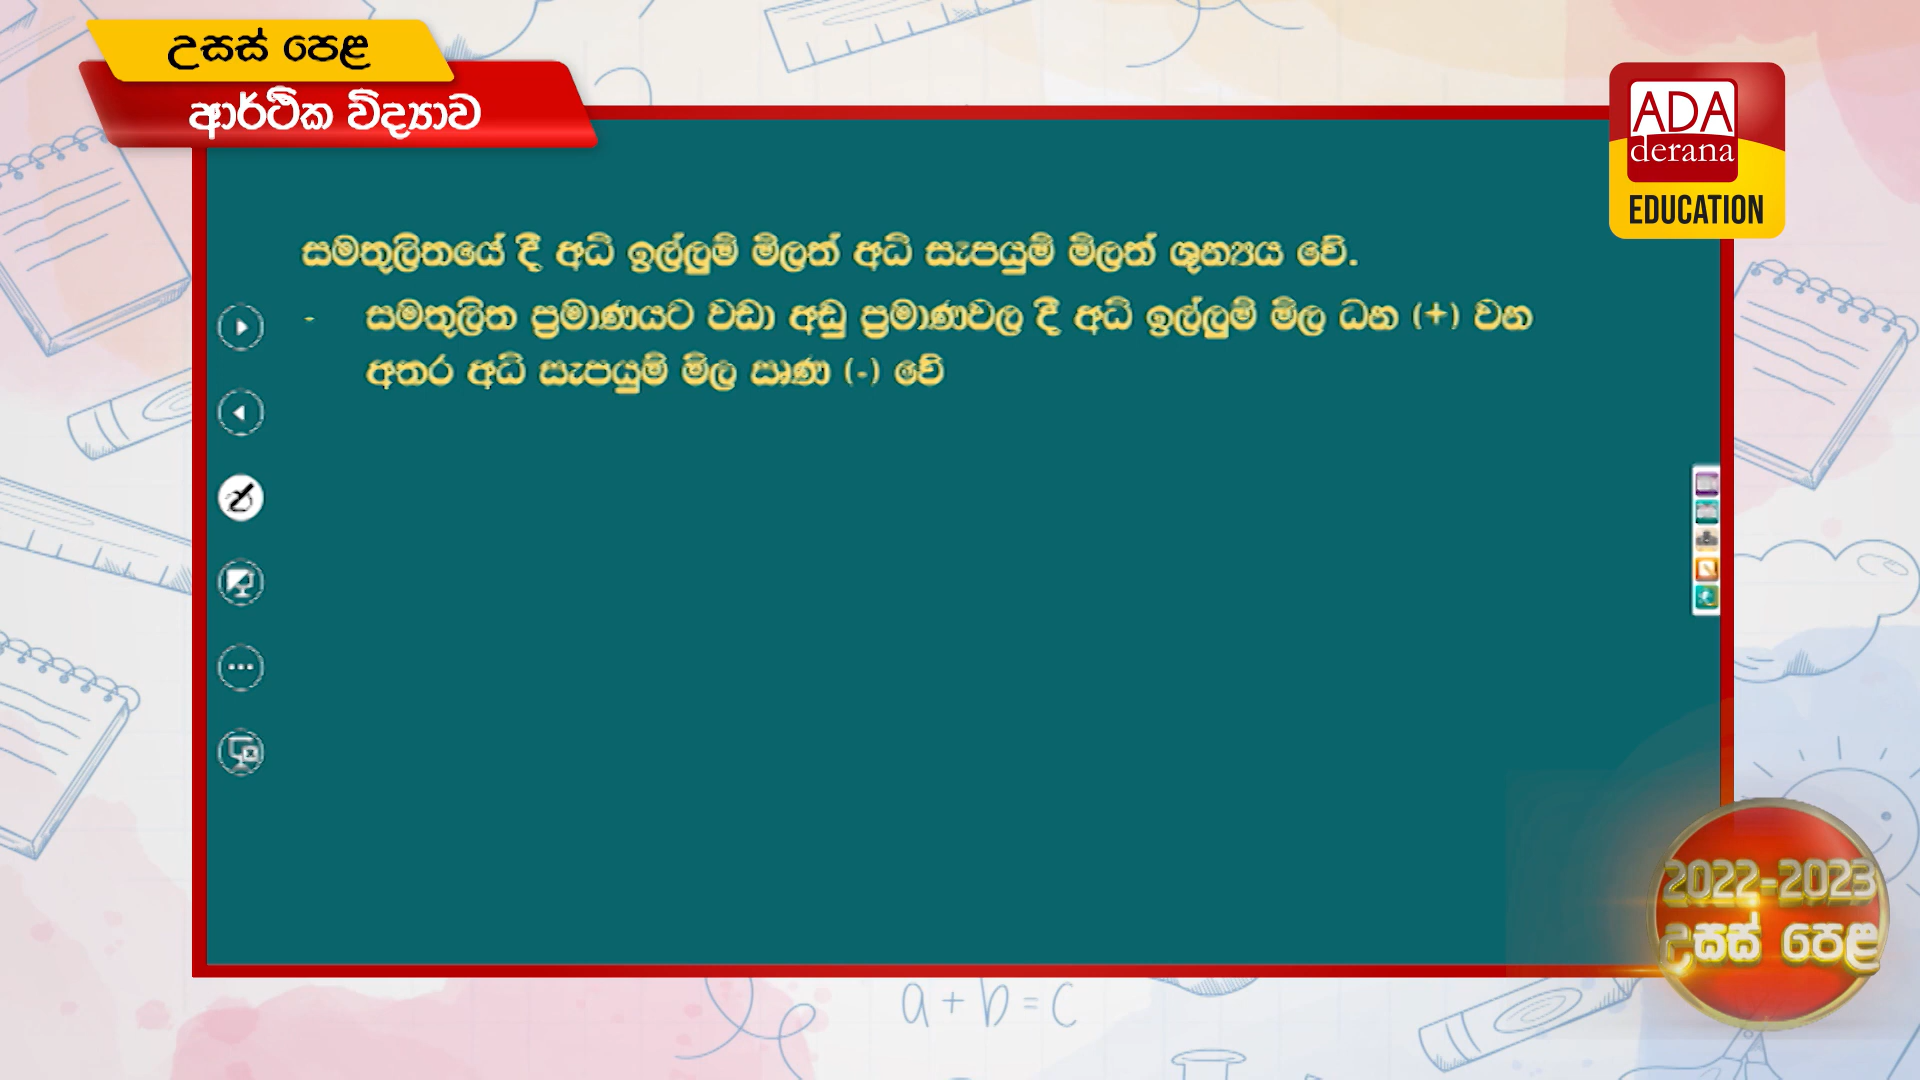 උසස් පෙළ
ආර්ථික විද්‍යාව
ADA
derana
EDUCATION
සමතුලිතයේ දී අධි ඉල්ලුම් මිලත් අධි සැපයුම් මිලත් ශුන්‍යය වේ.
- සමතුලිත ප්‍රමාණයට වඩා අඩු ප්‍රමාණවල දී අධි ඉල්ලුම් මිල ධන (+) වන
අතර අධි සැපයුම් මිල ඍණ (-) වේ
2022-2023
උසස් පෙළ
a + b = c